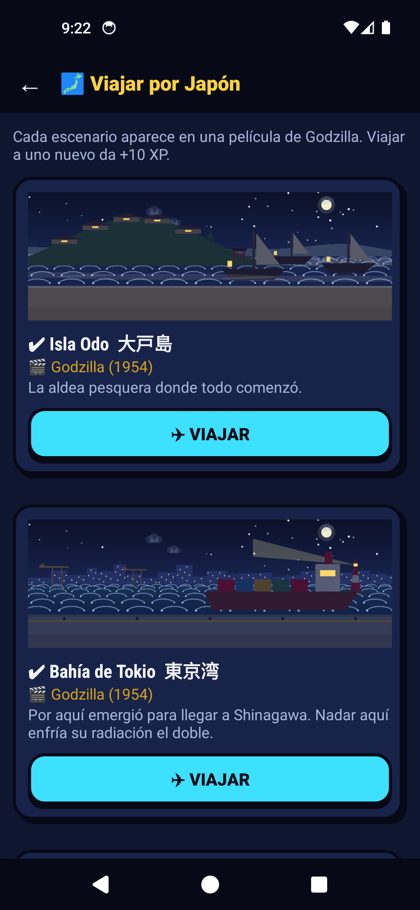 9:22
← Viajar por Japón
Cada escenario aparece en una película de Godzilla. Viajar
a uno nuevo da +10 XP.
✔ Isla Odo 大戸島
🎬 Godzilla (1954)
La aldea pesquera donde todo comenzó.
✈ VIAJAR
✔ Bahía de Tokio 東京湾
🎬 Godzilla (1954)
Por aquí emergió para llegar a Shinagawa. Nadar aquí
enfría su radiación el doble.
✈ VIAJAR